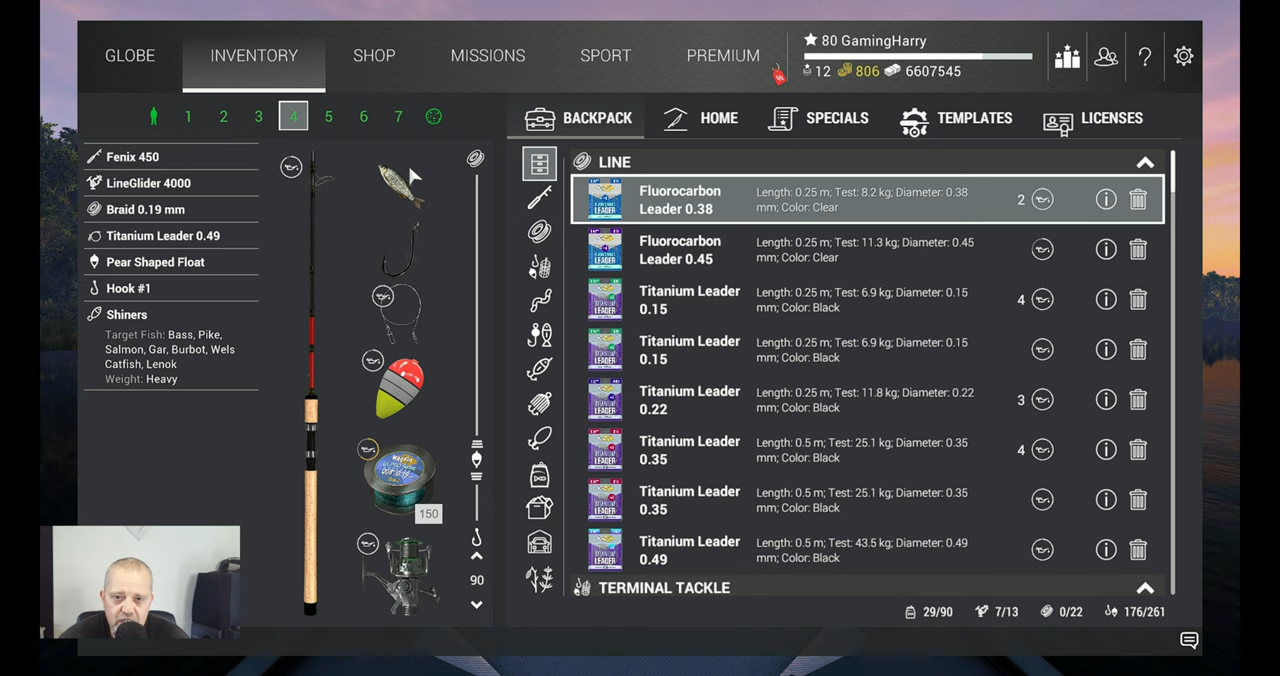 GLOBE INVENTORY SHOP MISSIONS SPORT PREMIUM
80 GamingHarry
12 806 6607545
1 2 3 4 5 6 7
BACKPACK HOME SPECIALS TEMPLATES LICENSES
Fenix 450
LineGlider 4000
Braid 0.19 mm
Titanium Leader 0.49
Pear Shaped Float
Hook #1
Shiners
Target Fish: Bass, Pike,
Salmon, Gar, Burbot, Wels
Catfish, Lenok
Weight: Heavy
150
90
LINE
Fluorocarbon
Leader 0.38
Length: 0.25 m; Test: 8.2 kg; Diameter: 0.38
mm; Color: Clear
2
Fluorocarbon
Leader 0.45
Length: 0.25 m; Test: 11.3 kg; Diameter: 0.45
mm; Color: Clear
Titanium Leader
0.15
Length: 0.25 m; Test: 6.9 kg; Diameter: 0.15
mm; Color: Black
4
Titanium Leader
0.15
Length: 0.25 m; Test: 6.9 kg; Diameter: 0.15
mm; Color: Black
Titanium Leader
0.22
Length: 0.25 m; Test: 11.8 kg; Diameter: 0.22
mm; Color: Black
3
Titanium Leader
0.35
Length: 0.5 m; Test: 25.1 kg; Diameter: 0.35
mm; Color: Black
4
Titanium Leader
0.35
Length: 0.5 m; Test: 25.1 kg; Diameter: 0.35
mm; Color: Black
Titanium Leader
0.49
Length: 0.5 m; Test: 43.5 kg; Diameter: 0.49
mm; Color: Black
TERMINAL TACKLE
29/90 7/13 0/22 176/261